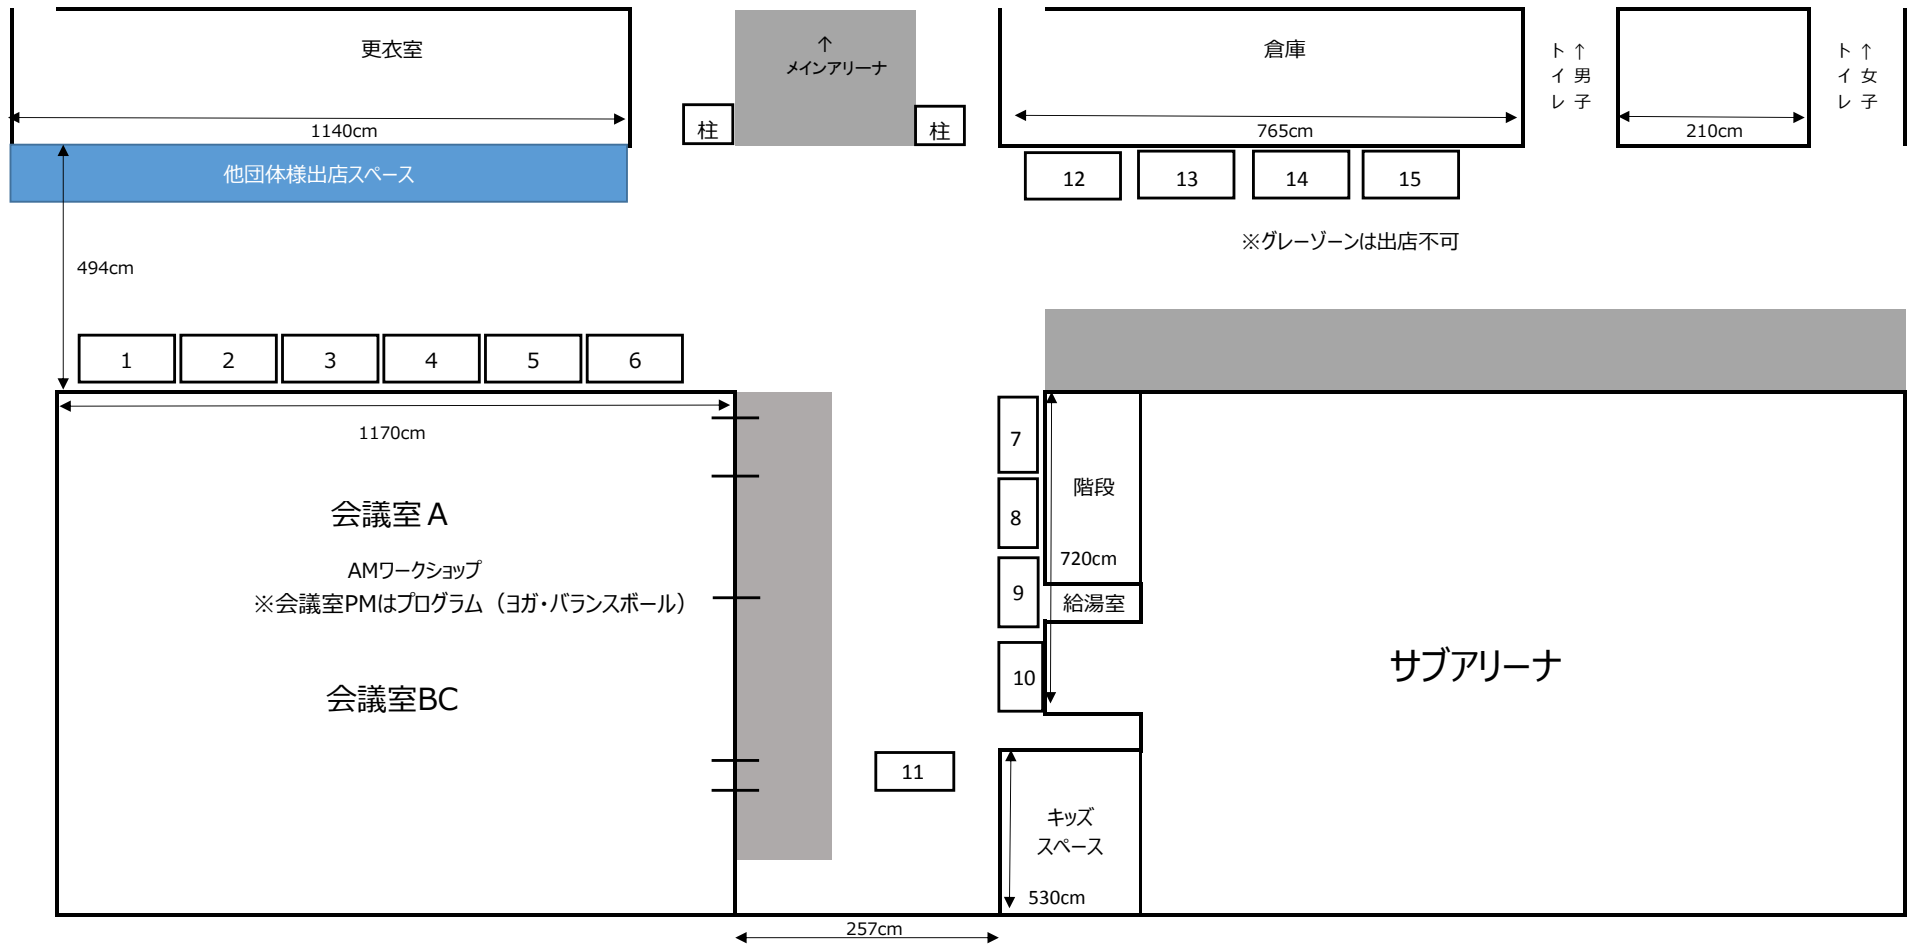 更衣室
↑
メインアリーナ
倉庫
↑男子
トイレ
↑女子
トイレ
柱
柱
1140cm
765cm
210cm
他団体様出店スペース
12
13
14
15
※グレーゾーンは出店不可
494cm
1
2
3
4
5
6
1170cm
7
8
9
10
階段
720cm
給湯室
会議室A
AMワークショップ
※会議室PMはプログラム（ヨガ・バランスボール）
会議室BC
サブアリーナ
11
キッズ
スペース
530cm
257cm